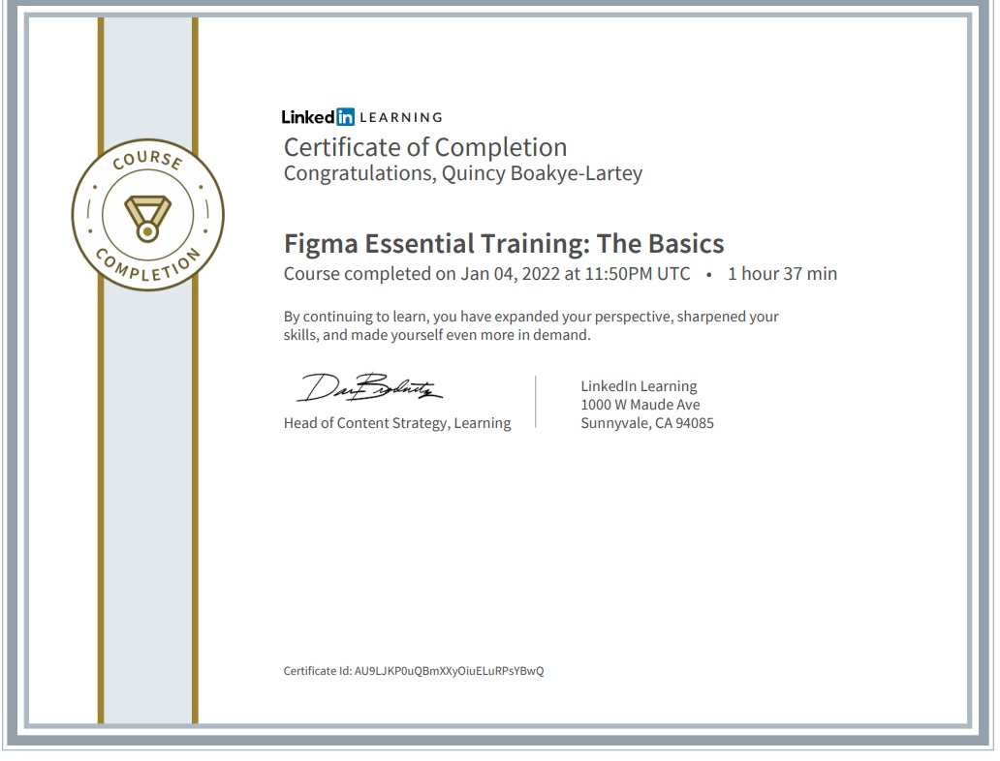 COURSE
COMPLETION
Linked in LEARNING
Certificate of Completion
Congratulations, Quincy Boakye-Lartey
Figma Essential Training: The Basics
Course completed on Jan 04, 2022 at 11:50PM UTC • 1 hour 37 min
By continuing to learn, you have expanded your perspective, sharpened your
skills, and made yourself even more in demand.
Head of Content Strategy, Learning
LinkedIn Learning
1000 W Maude Ave
Sunnyvale, CA 94085
Certificate Id: AU9LJKP0uQBmXXyOiuELuRPsYBwQ